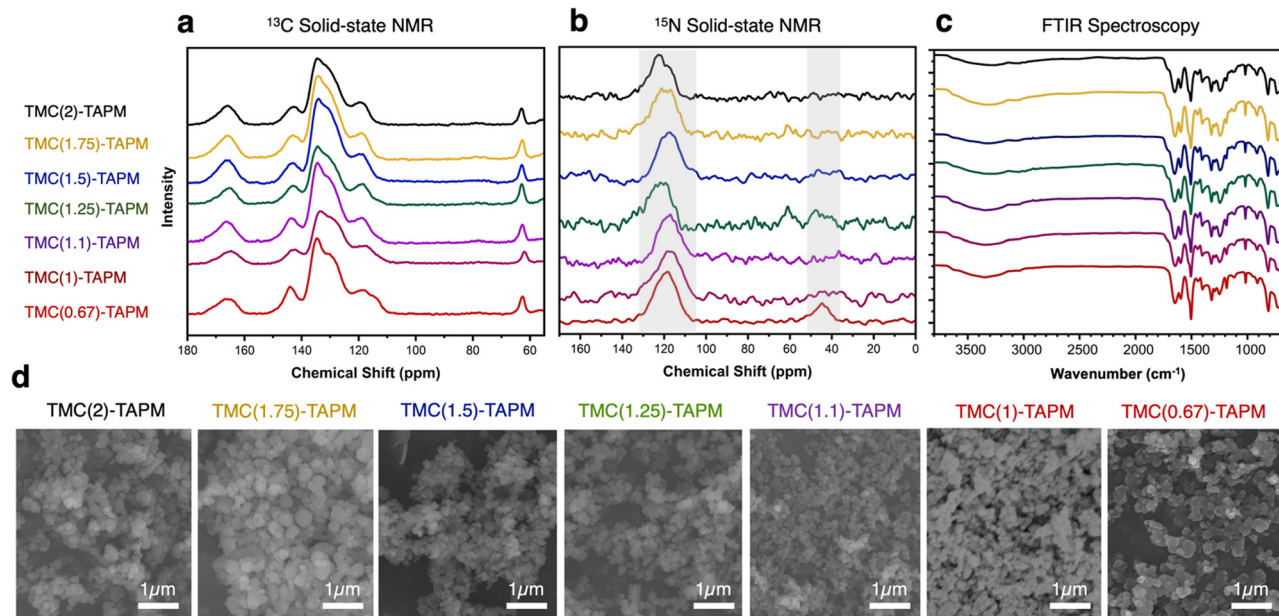 a
¹³C Solid-state NMR
b
¹⁵N Solid-state NMR
c
FTIR Spectroscopy
TMC(2)-TAPM
TMC(1.75)-TAPM
TMC(1.5)-TAPM
TMC(1.25)-TAPM
TMC(1.1)-TAPM
TMC(1)-TAPM
TMC(0.67)-TAPM
Intensity
180 160 140 120 100 80 60
Chemical Shift (ppm)
160 140 120 100 80 60 40 20 0
Chemical Shift (ppm)
3000 2000 1500 1000
Wavenumber (cm⁻¹)
d
TMC(2)-TAPM
TMC(1.75)-TAPM
TMC(1.5)-TAPM
TMC(1.25)-TAPM
TMC(1.1)-TAPM
TMC(1)-TAPM
TMC(0.67)-TAPM
1µm
1µm
1µm
1µm
1µm
1µm
1µm